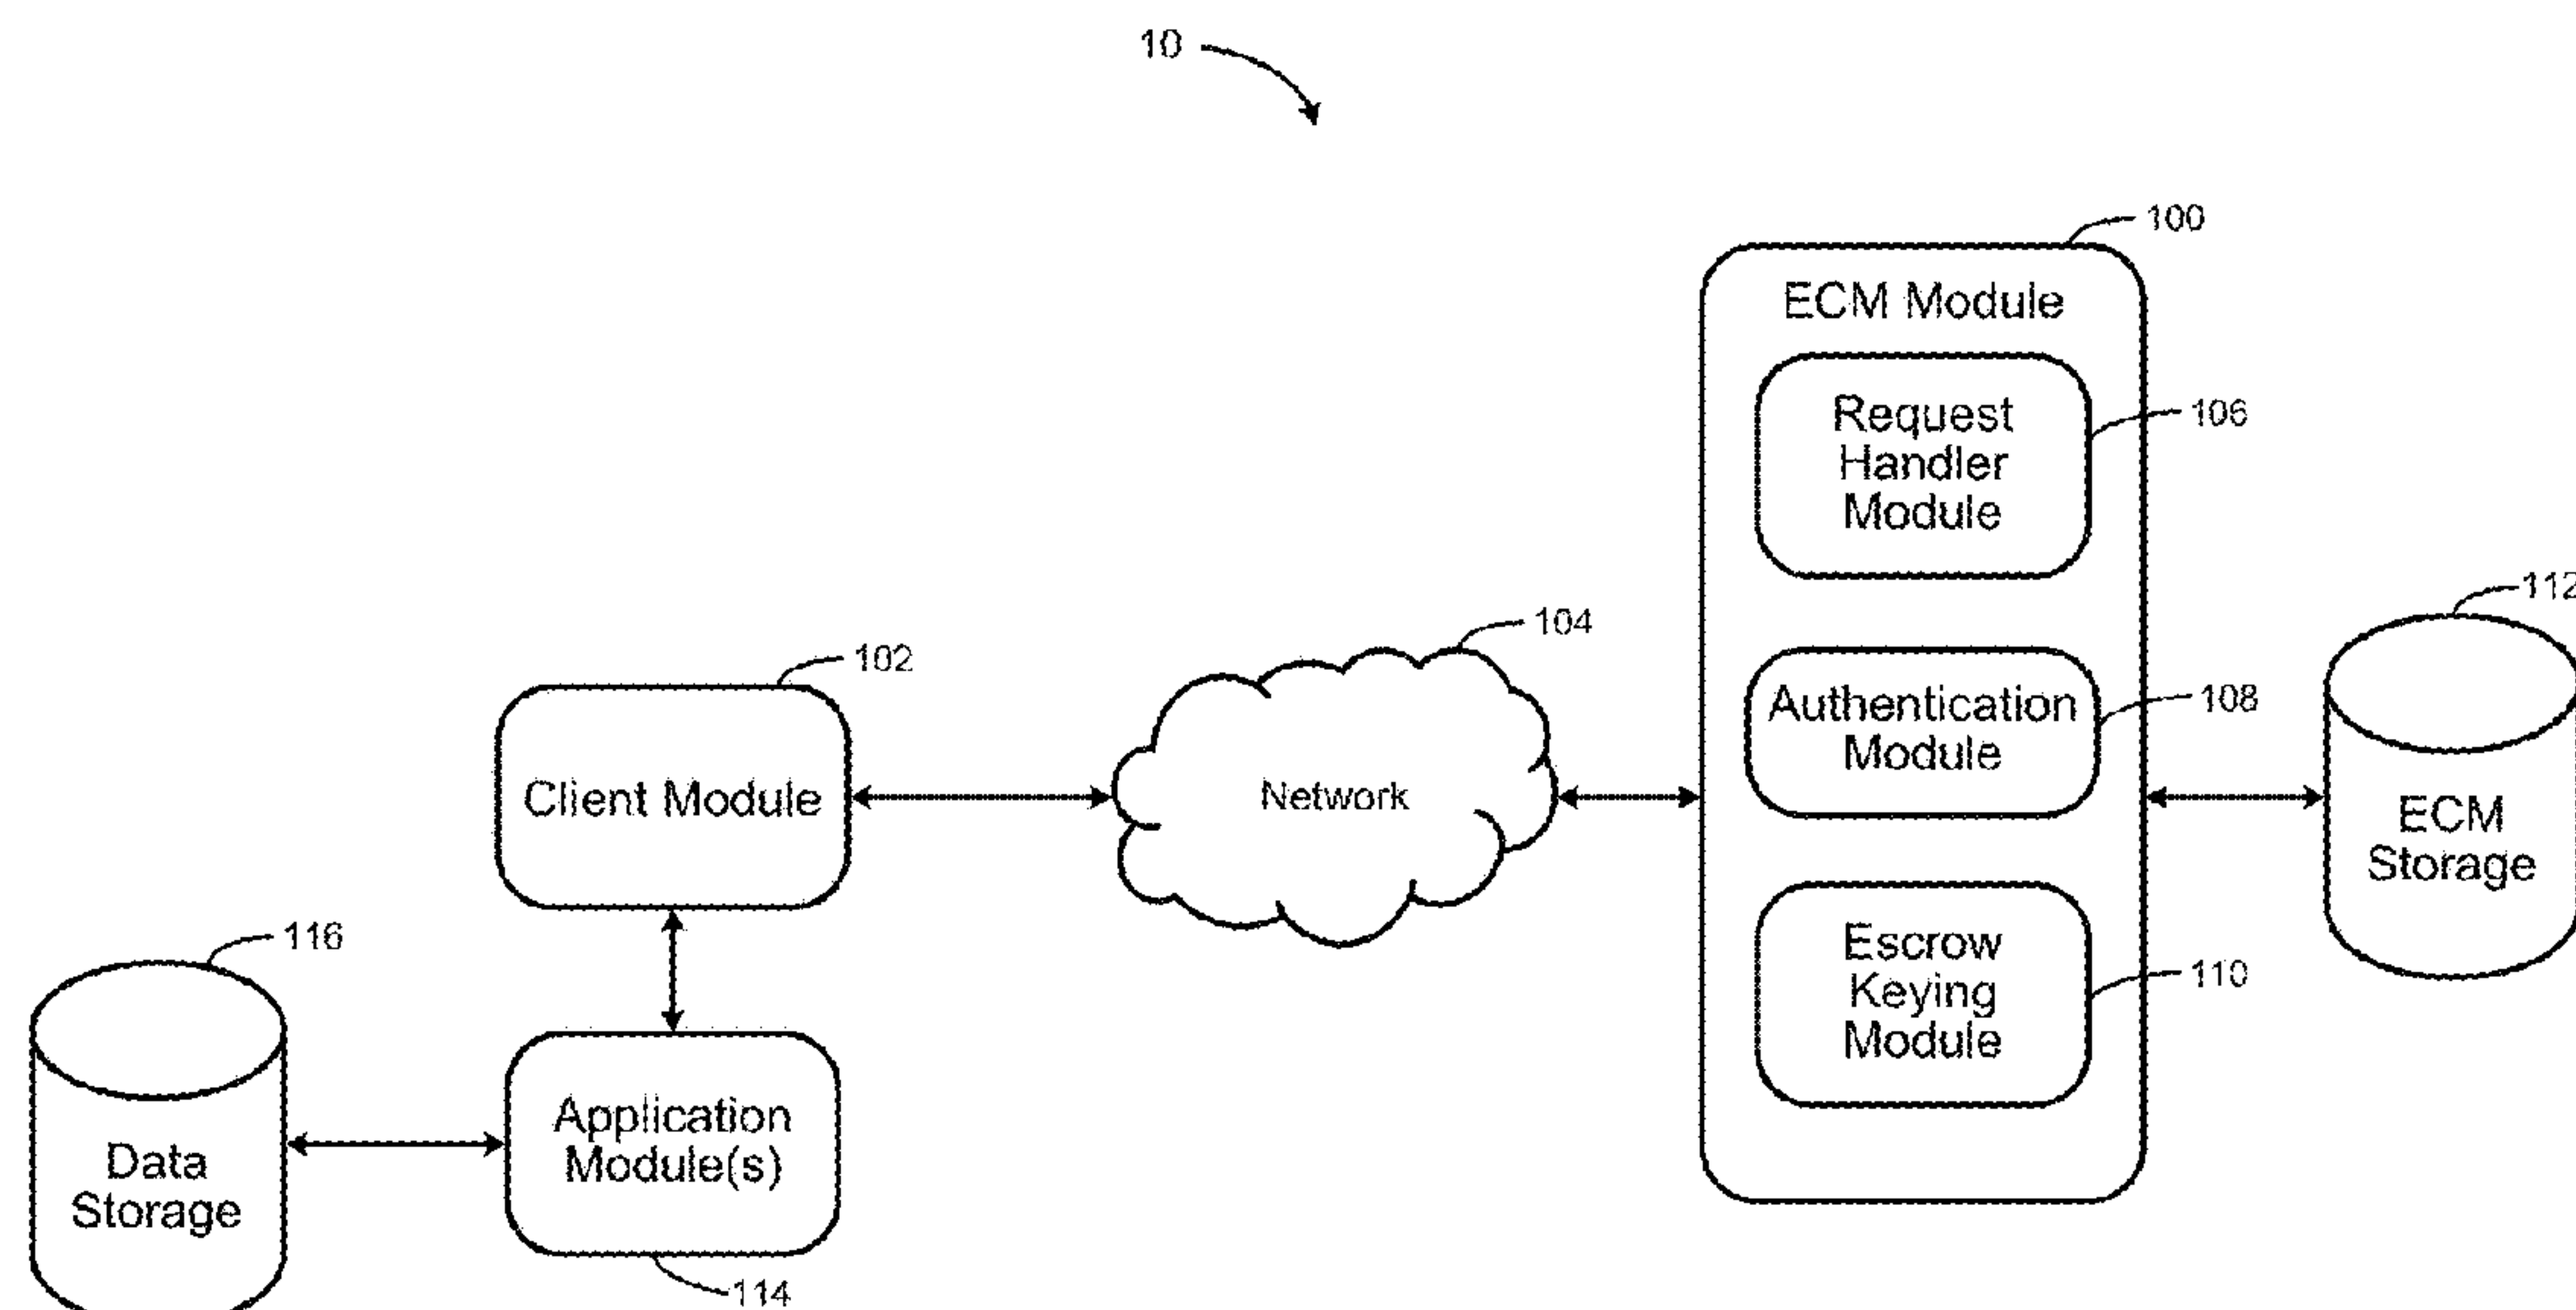 10
100
ECM Module
Request
Handler
Module
106
112
104
102
Authentication
Module
108
Client Module
Network
ECM
Storage
116
Escrow
Keying
Module
110
Application
Module(s)
Data
Storage
114